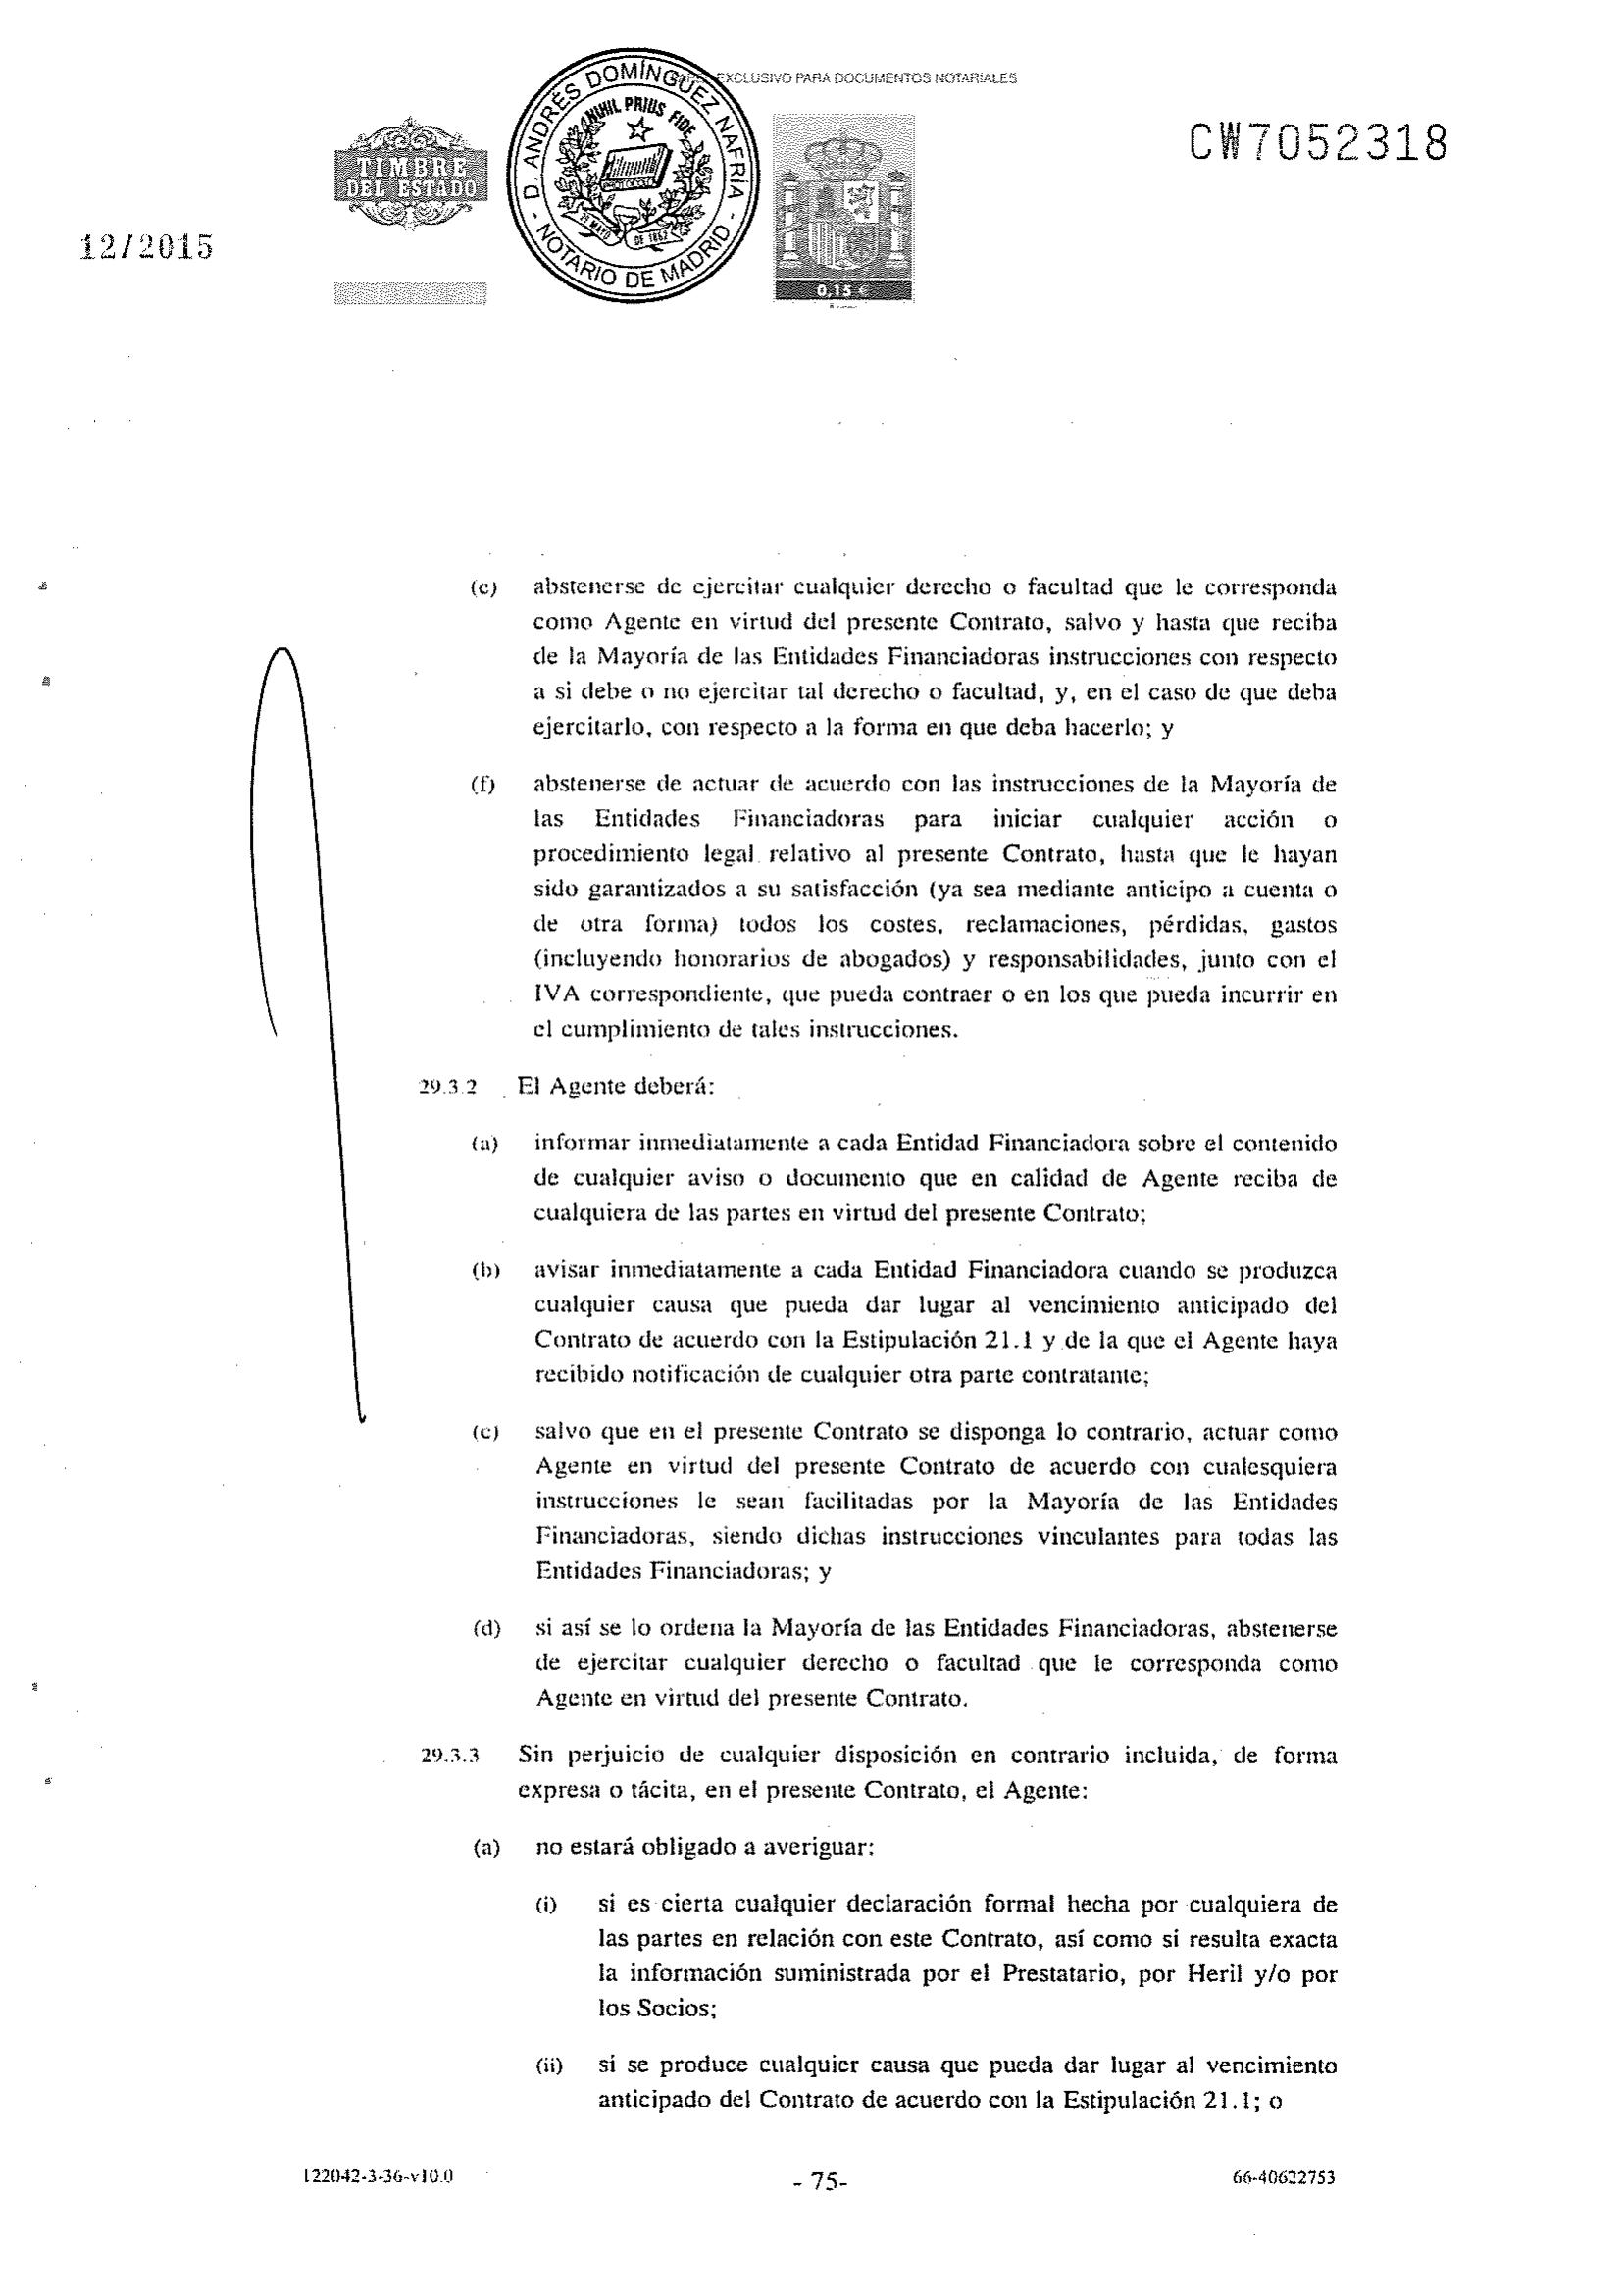 EXCLUSIVO PARA DOCUMENTOS NOTARIALES
D. ANDRÉS DOMÍNGUEZ NAFRÍA
- NOTARIO DE MADRID -
NIHIL PRIUS FIDE
28 MAYO
DE 1862
TIMBRE
DEL ESTADO
0,15 €
CW7052318
12/2015
(e) abstenerse de ejercitar cualquier derecho o facultad que le corresponda
como Agente en virtud del presente Contrato, salvo y hasta que reciba
de la Mayoría de las Entidades Financiadoras instrucciones con respecto
a si debe o no ejercitar tal derecho o facultad, y, en el caso de que deba
ejercitarlo, con respecto a la forma en que deba hacerlo; y
(f) abstenerse de actuar de acuerdo con las instrucciones de la Mayoría de
las Entidades Financiadoras para iniciar cualquier acción o
procedimiento legal relativo al presente Contrato, hasta que le hayan
sido garantizados a su satisfacción (ya sea mediante anticipo a cuenta o
de otra forma) todos los costes, reclamaciones, pérdidas, gastos
(incluyendo honorarios de abogados) y responsabilidades, junto con el
IVA correspondiente, que pueda contraer o en los que pueda incurrir en
el cumplimiento de tales instrucciones.
29.3.2 El Agente deberá:
(a) informar inmediatamente a cada Entidad Financiadora sobre el contenido
de cualquier aviso o documento que en calidad de Agente reciba de
cualquiera de las partes en virtud del presente Contrato;
(b) avisar inmediatamente a cada Entidad Financiadora cuando se produzca
cualquier causa que pueda dar lugar al vencimiento anticipado del
Contrato de acuerdo con la Estipulación 21.1 y de la que el Agente haya
recibido notificación de cualquier otra parte contratante;
(c) salvo que en el presente Contrato se disponga lo contrario, actuar como
Agente en virtud del presente Contrato de acuerdo con cualesquiera
instrucciones le sean facilitadas por la Mayoría de las Entidades
Financiadoras, siendo dichas instrucciones vinculantes para todas las
Entidades Financiadoras; y
(d) si así se lo ordena la Mayoría de las Entidades Financiadoras, abstenerse
de ejercitar cualquier derecho o facultad que le corresponda como
Agente en virtud del presente Contrato.
29.3.3 Sin perjuicio de cualquier disposición en contrario incluida, de forma
expresa o tácita, en el presente Contrato, el Agente:
(a) no estará obligado a averiguar:
(i) si es cierta cualquier declaración formal hecha por cualquiera de
las partes en relación con este Contrato, así como si resulta exacta
la información suministrada por el Prestatario, por Heril y/o por
los Socios;
(ii) si se produce cualquier causa que pueda dar lugar al vencimiento
anticipado del Contrato de acuerdo con la Estipulación 21.1; o
122042-3-36-v10.0
- 75-
66-40622753